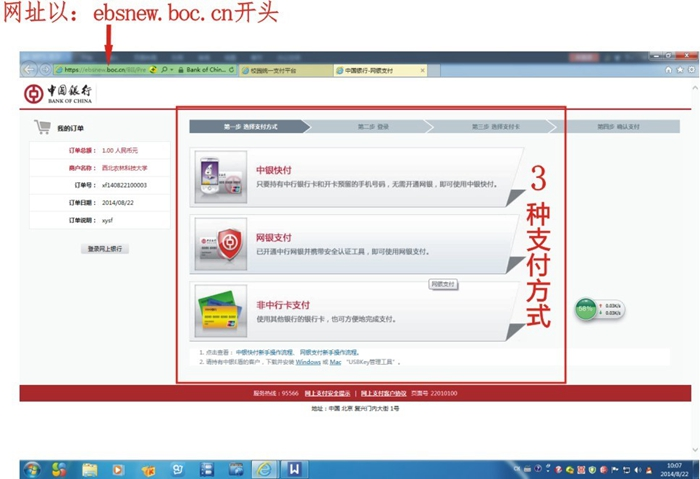 网址以：ebsnew.boc.cn开头
https://ebsnew.boc.cn/BII/the
Bank of Chin...
校园统一支付平台
中国银行-网银支付
中国银行
BANK OF CHINA
我的订单
订单总额： 1.00 人民币元
商户名称： 西北农林科技大学
订单号： xf140822100003
订单日期： 2014/08/22
订单说明： xysf
登录网上银行
第一步 选择支付方式
第二步 登录
第三步 选择支付卡
第四步 确认支付
中银快付
只要持有中行银行卡和开卡预留的手机号码，无需开通网银，即可使用中银快付。
网银支付
已开通中行网银并携带安全认证工具，即可使用网银支付。
网银支付
非中行卡支付
使用其他银行的银行卡，也可方便地完成支付。
3种支付方式
1. 点击查看： 中银快付新手操作流程、 网银支付新手操作流程。
2. 请持有中银E盾的客户，下载并安装 Windows 或 Mac “USBKey管理工具”。
66%
0.03K/s
0.03K/s
服务热线：95566 网上支付安全提示 | 网上支付客户协议 页面号 22010100
地址：中国 北京 复兴门内大街 1号
CH
10:07
2014/8/22